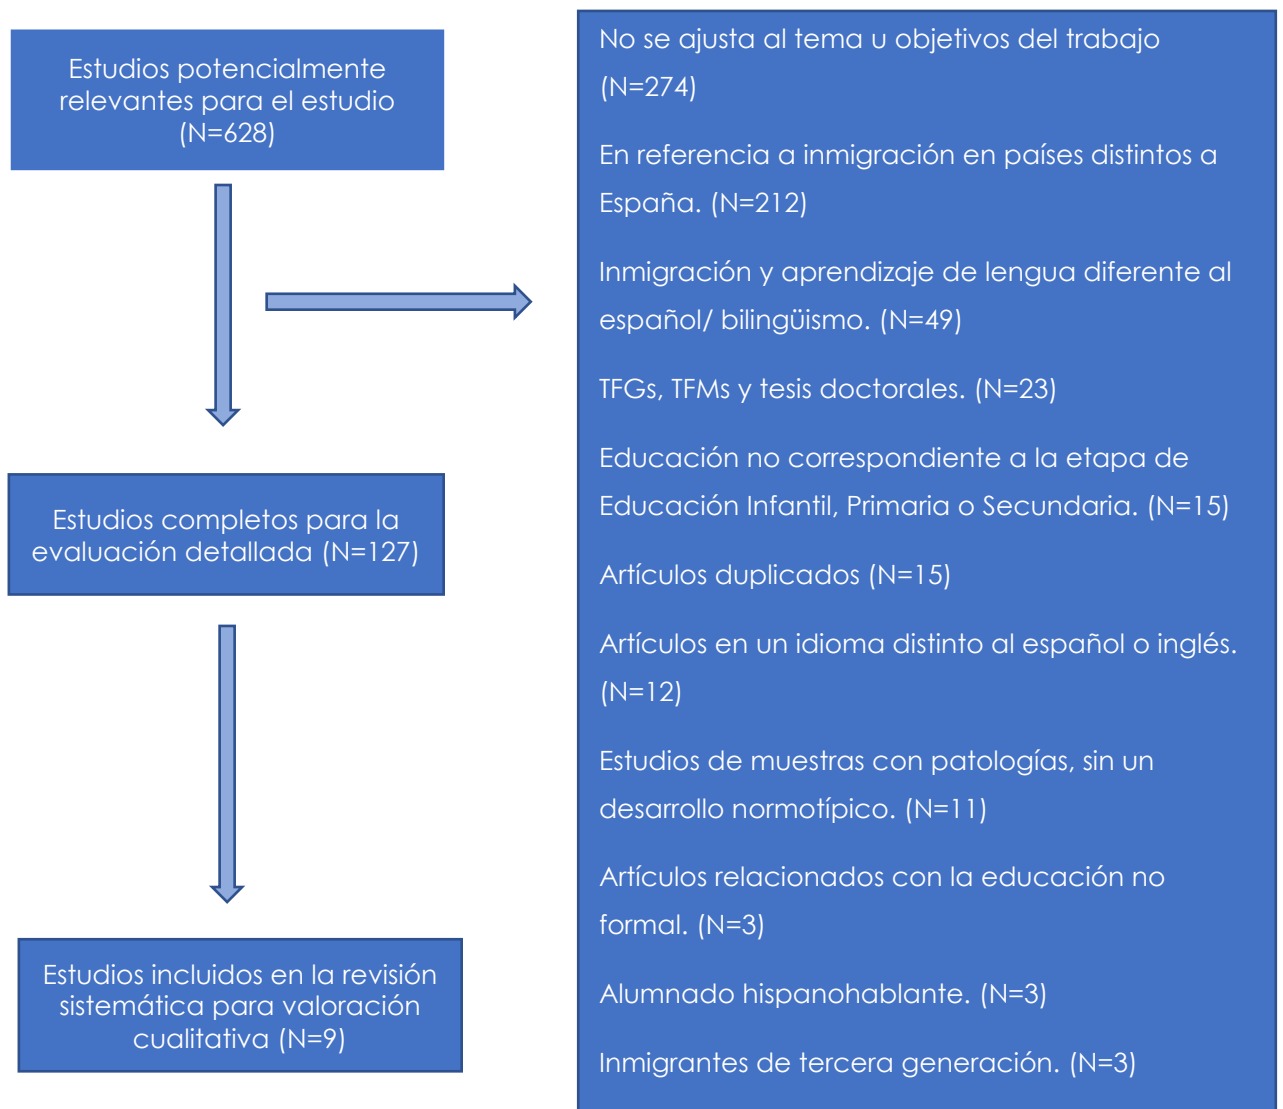 Estudios potencialmente
relevantes para el estudio
(N=628)
Estudios completos para la
evaluación detallada (N=127)
Estudios incluidos en la revisión
sistemática para valoración
cualitativa (N=9)
No se ajusta al tema u objetivos del trabajo
(N=274)
En referencia a inmigración en países distintos a
España. (N=212)
Inmigración y aprendizaje de lengua diferente al
español/ bilingüismo. (N=49)
TFGs, TFMs y tesis doctorales. (N=23)
Educación no correspondiente a la etapa de
Educación Infantil, Primaria o Secundaria. (N=15)
Artículos duplicados (N=15)
Artículos en un idioma distinto al español o inglés.
(N=12)
Estudios de muestras con patologías, sin un
desarrollo normotípico. (N=11)
Artículos relacionados con la educación no
formal. (N=3)
Alumnado hispanohablante. (N=3)
Inmigrantes de tercera generación. (N=3)